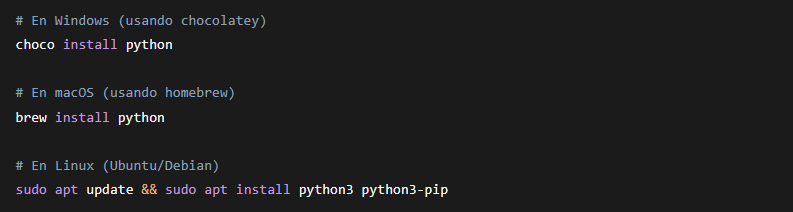 # En Windows (usando chocolatey)
choco install python
# En macOS (usando homebrew)
brew install python
# En Linux (Ubuntu/Debian)
sudo apt update && sudo apt install python3 python3-pip